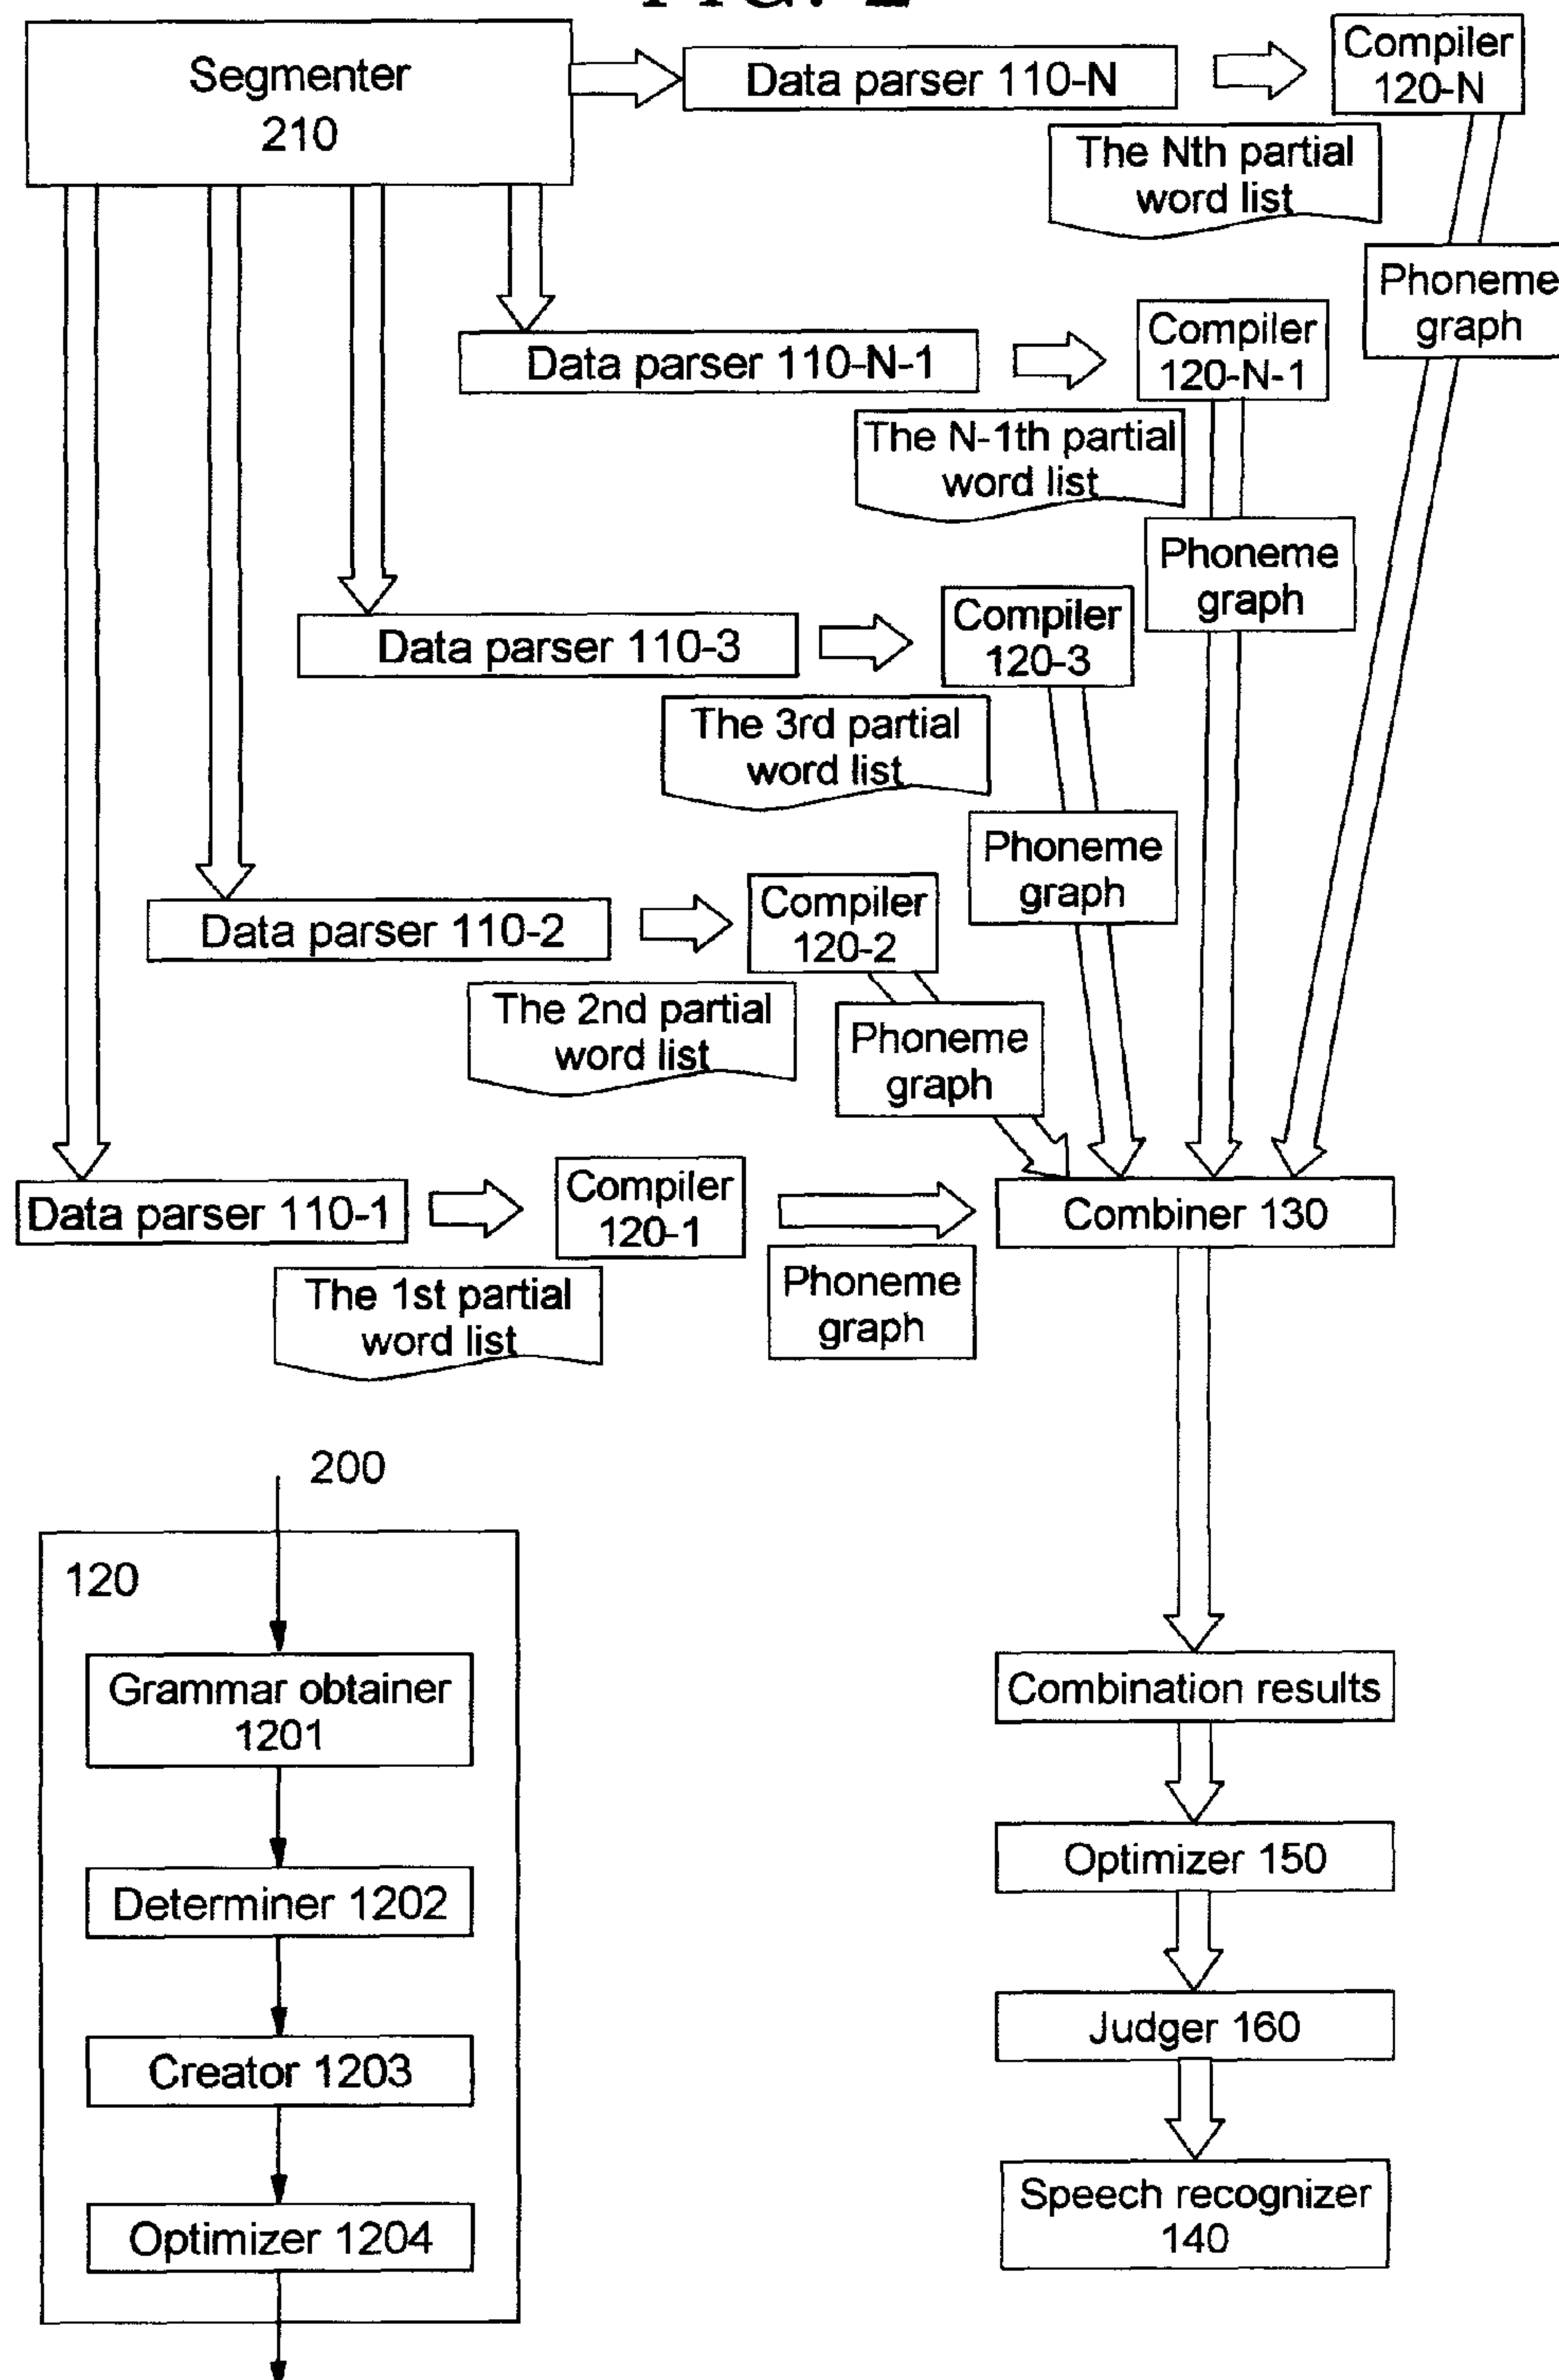 FIG. 2
Segmenter
210
Data parser 110-N
Compiler
120-N
The Nth partial
word list
Phoneme
graph
Data parser 110-N-1
Compiler
120-N-1
The N-1th partial
word list
Phoneme
graph
Data parser 110-3
Compiler
120-3
The 3rd partial
word list
Phoneme
graph
Data parser 110-2
Compiler
120-2
The 2nd partial
word list
Phoneme
graph
Data parser 110-1
Compiler
120-1
Combiner 130
The 1st partial
word list
Phoneme
graph
200
120
Grammar obtainer
1201
Determiner 1202
Creator 1203
Optimizer 1204
Combination results
Optimizer 150
Judger 160
Speech recognizer
140